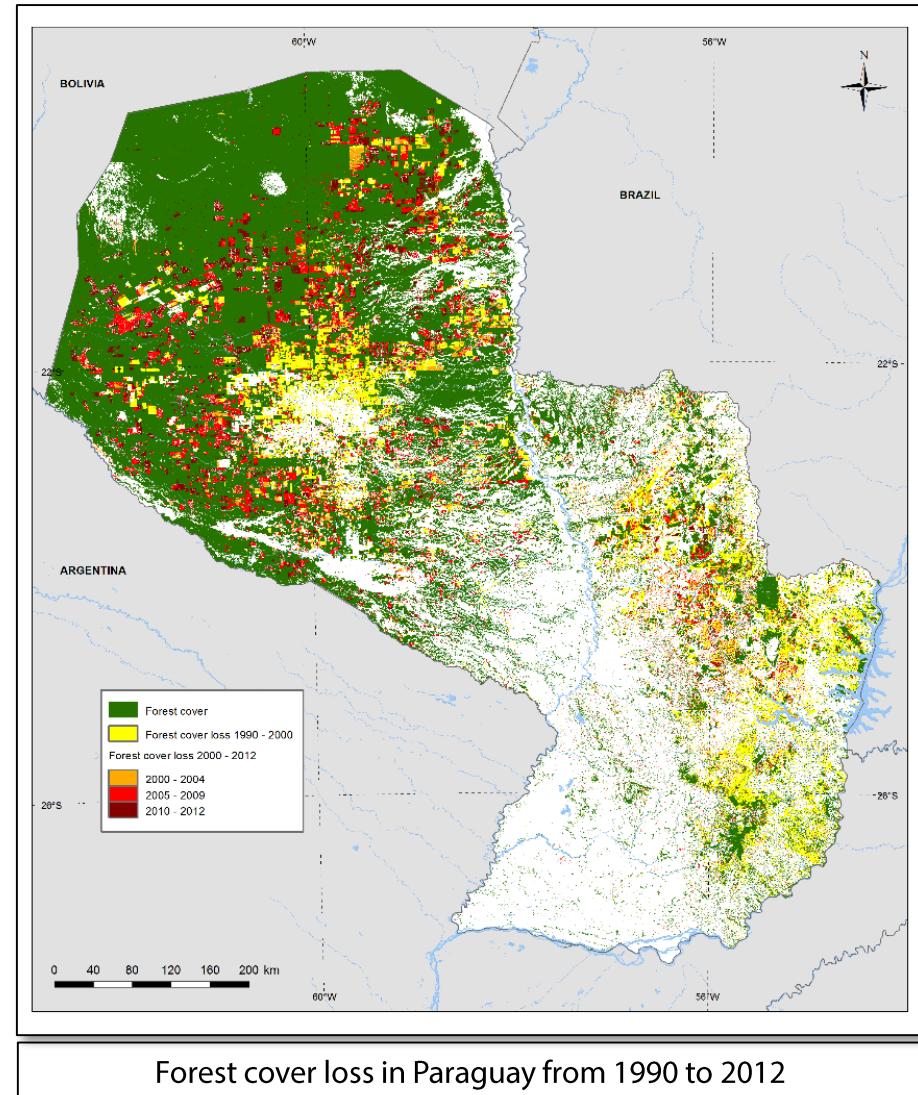 60°W
56°W
BOLIVIA
N
BRAZIL
22°S
22°S
ARGENTINA
Forest cover
Forest cover loss 1990 - 2000
Forest cover loss 2000 - 2012
2000 - 2004
2005 - 2009
2010 - 2012
26°S
26°S
0 40 80 120 160 200 km
60°W
56°W
Forest cover loss in Paraguay from 1990 to 2012